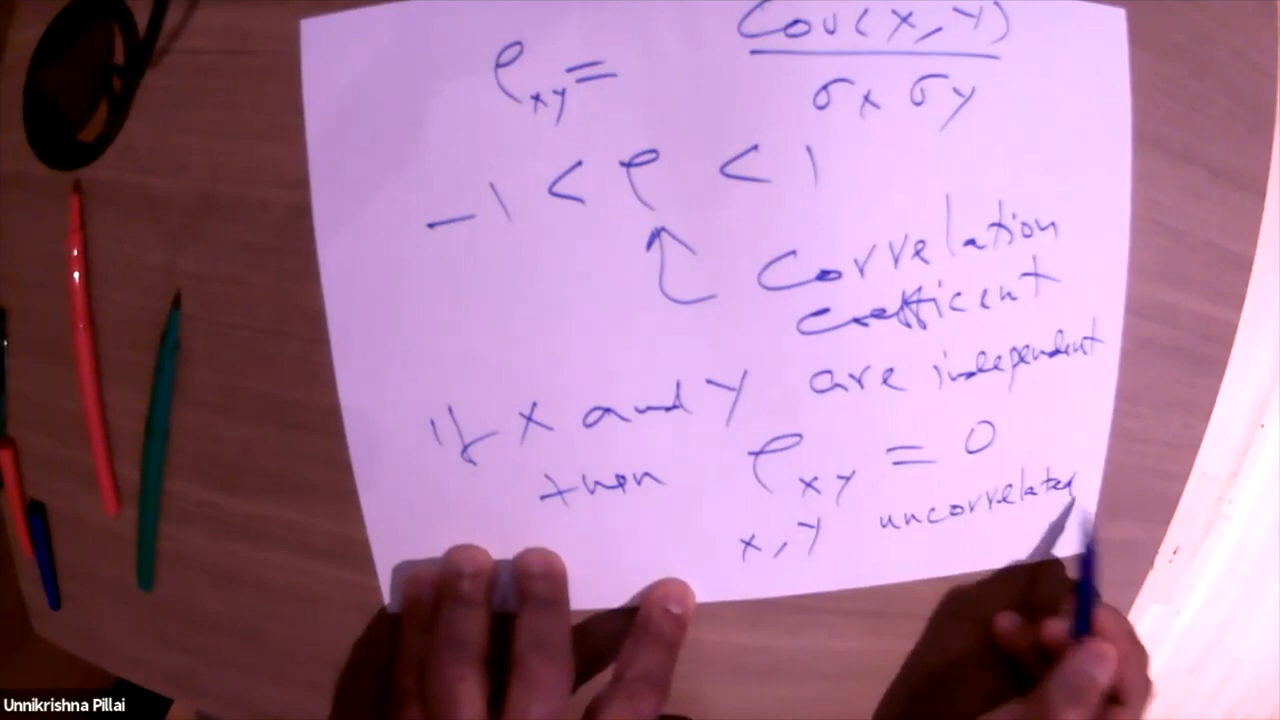 ρxy = Cov(X, Y) / σx σy
-1 < ρ < 1
Correlation
coefficent
If X and Y are independent
then ρxy = 0
X, Y uncorrelated
Unnikrishna Pillai